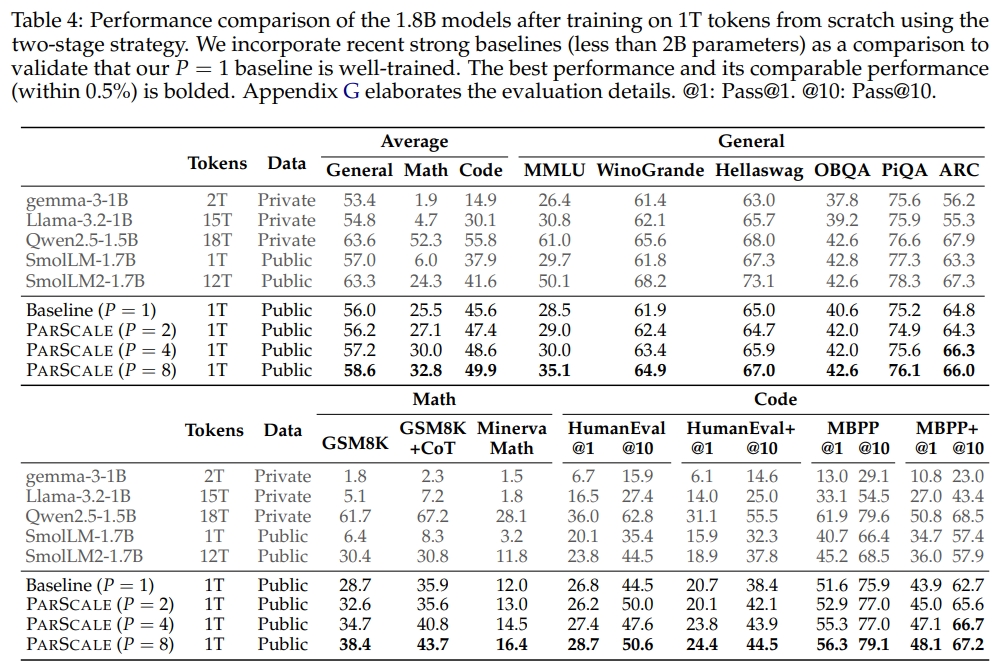 Table 4: Performance comparison of the 1.8B models after training on 1T tokens from scratch using the
two-stage strategy. We incorporate recent strong baselines (less than 2B parameters) as a comparison to
validate that our P = 1 baseline is well-trained. The best performance and its comparable performance
(within 0.5%) is bolded. Appendix G elaborates the evaluation details. @1: Pass@1. @10: Pass@10.
Average General
Tokens Data General Math Code MMLU WinoGrande Hellaswag OBQA PiQA ARC
gemma-3-1B 2T Private 53.4 1.9 14.9 26.4 61.4 63.0 37.8 75.6 56.2
Llama-3.2-1B 15T Private 54.8 4.7 30.1 30.8 62.1 65.7 39.2 75.9 55.3
Qwen2.5-1.5B 18T Private 63.6 52.3 55.8 61.0 65.6 68.0 42.6 76.6 67.9
SmolLM-1.7B 1T Public 57.0 6.0 37.9 29.7 61.8 67.3 42.8 77.3 63.3
SmolLM2-1.7B 12T Public 63.3 24.3 41.6 50.1 68.2 73.1 42.6 78.3 67.3
Baseline (P = 1) 1T Public 56.0 25.5 45.6 28.5 61.9 65.0 40.6 75.2 64.8
PARSCALE (P = 2) 1T Public 56.2 27.1 47.4 29.0 62.4 64.7 42.0 74.9 64.3
PARSCALE (P = 4) 1T Public 57.2 30.0 48.6 30.0 63.4 65.9 42.0 75.6 66.3
PARSCALE (P = 8) 1T Public 58.6 32.8 49.9 35.1 64.9 67.0 42.6 76.1 66.0
Math Code
Tokens Data GSM8K GSM8K +CoT Minerva Math HumanEval @1 @10 HumanEval+ @1 @10 MBPP @1 @10 MBPP+ @1 @10
gemma-3-1B 2T Private 1.8 2.3 1.5 6.7 15.9 6.1 14.6 13.0 29.1 10.8 23.0
Llama-3.2-1B 15T Private 5.1 7.2 1.8 16.5 27.4 14.0 25.0 33.1 54.5 27.0 43.4
Qwen2.5-1.5B 18T Private 61.7 67.2 28.1 36.0 62.8 31.1 55.5 61.9 79.6 50.8 68.5
SmolLM-1.7B 1T Public 6.4 8.3 3.2 20.1 35.4 15.9 32.3 40.7 66.4 34.7 57.4
SmolLM2-1.7B 12T Public 30.4 30.8 11.8 23.8 44.5 18.9 37.8 45.2 68.5 36.0 57.9
Baseline (P = 1) 1T Public 28.7 35.9 12.0 26.8 44.5 20.7 38.4 51.6 75.9 43.9 62.7
PARSCALE (P = 2) 1T Public 32.6 35.6 13.0 26.2 50.0 20.1 42.1 52.9 77.0 45.0 65.6
PARSCALE (P = 4) 1T Public 34.7 40.8 14.5 27.4 47.6 23.8 43.9 55.3 77.0 47.1 66.7
PARSCALE (P = 8) 1T Public 38.4 43.7 16.4 28.7 50.6 24.4 44.5 56.3 79.1 48.1 67.2